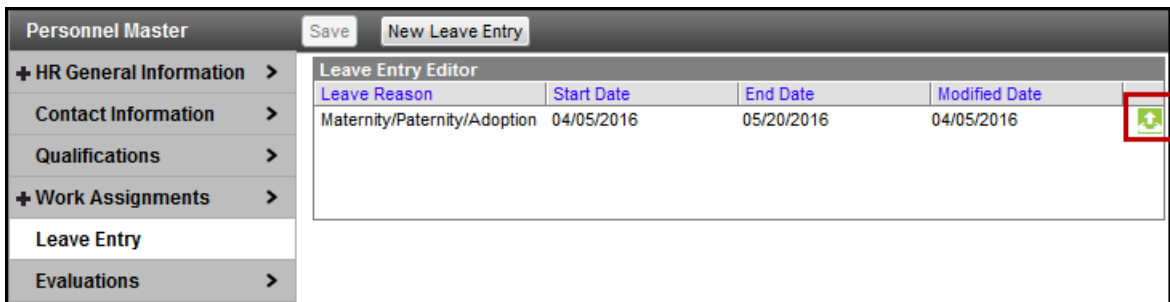 Personnel Master
Save New Leave Entry
+ HR General Information >
Contact Information >
Qualifications >
+ Work Assignments >
Leave Entry
Evaluations >
Leave Entry Editor
Leave Reason Start Date End Date Modified Date
Maternity/Paternity/Adoption 04/05/2016 05/20/2016 04/05/2016